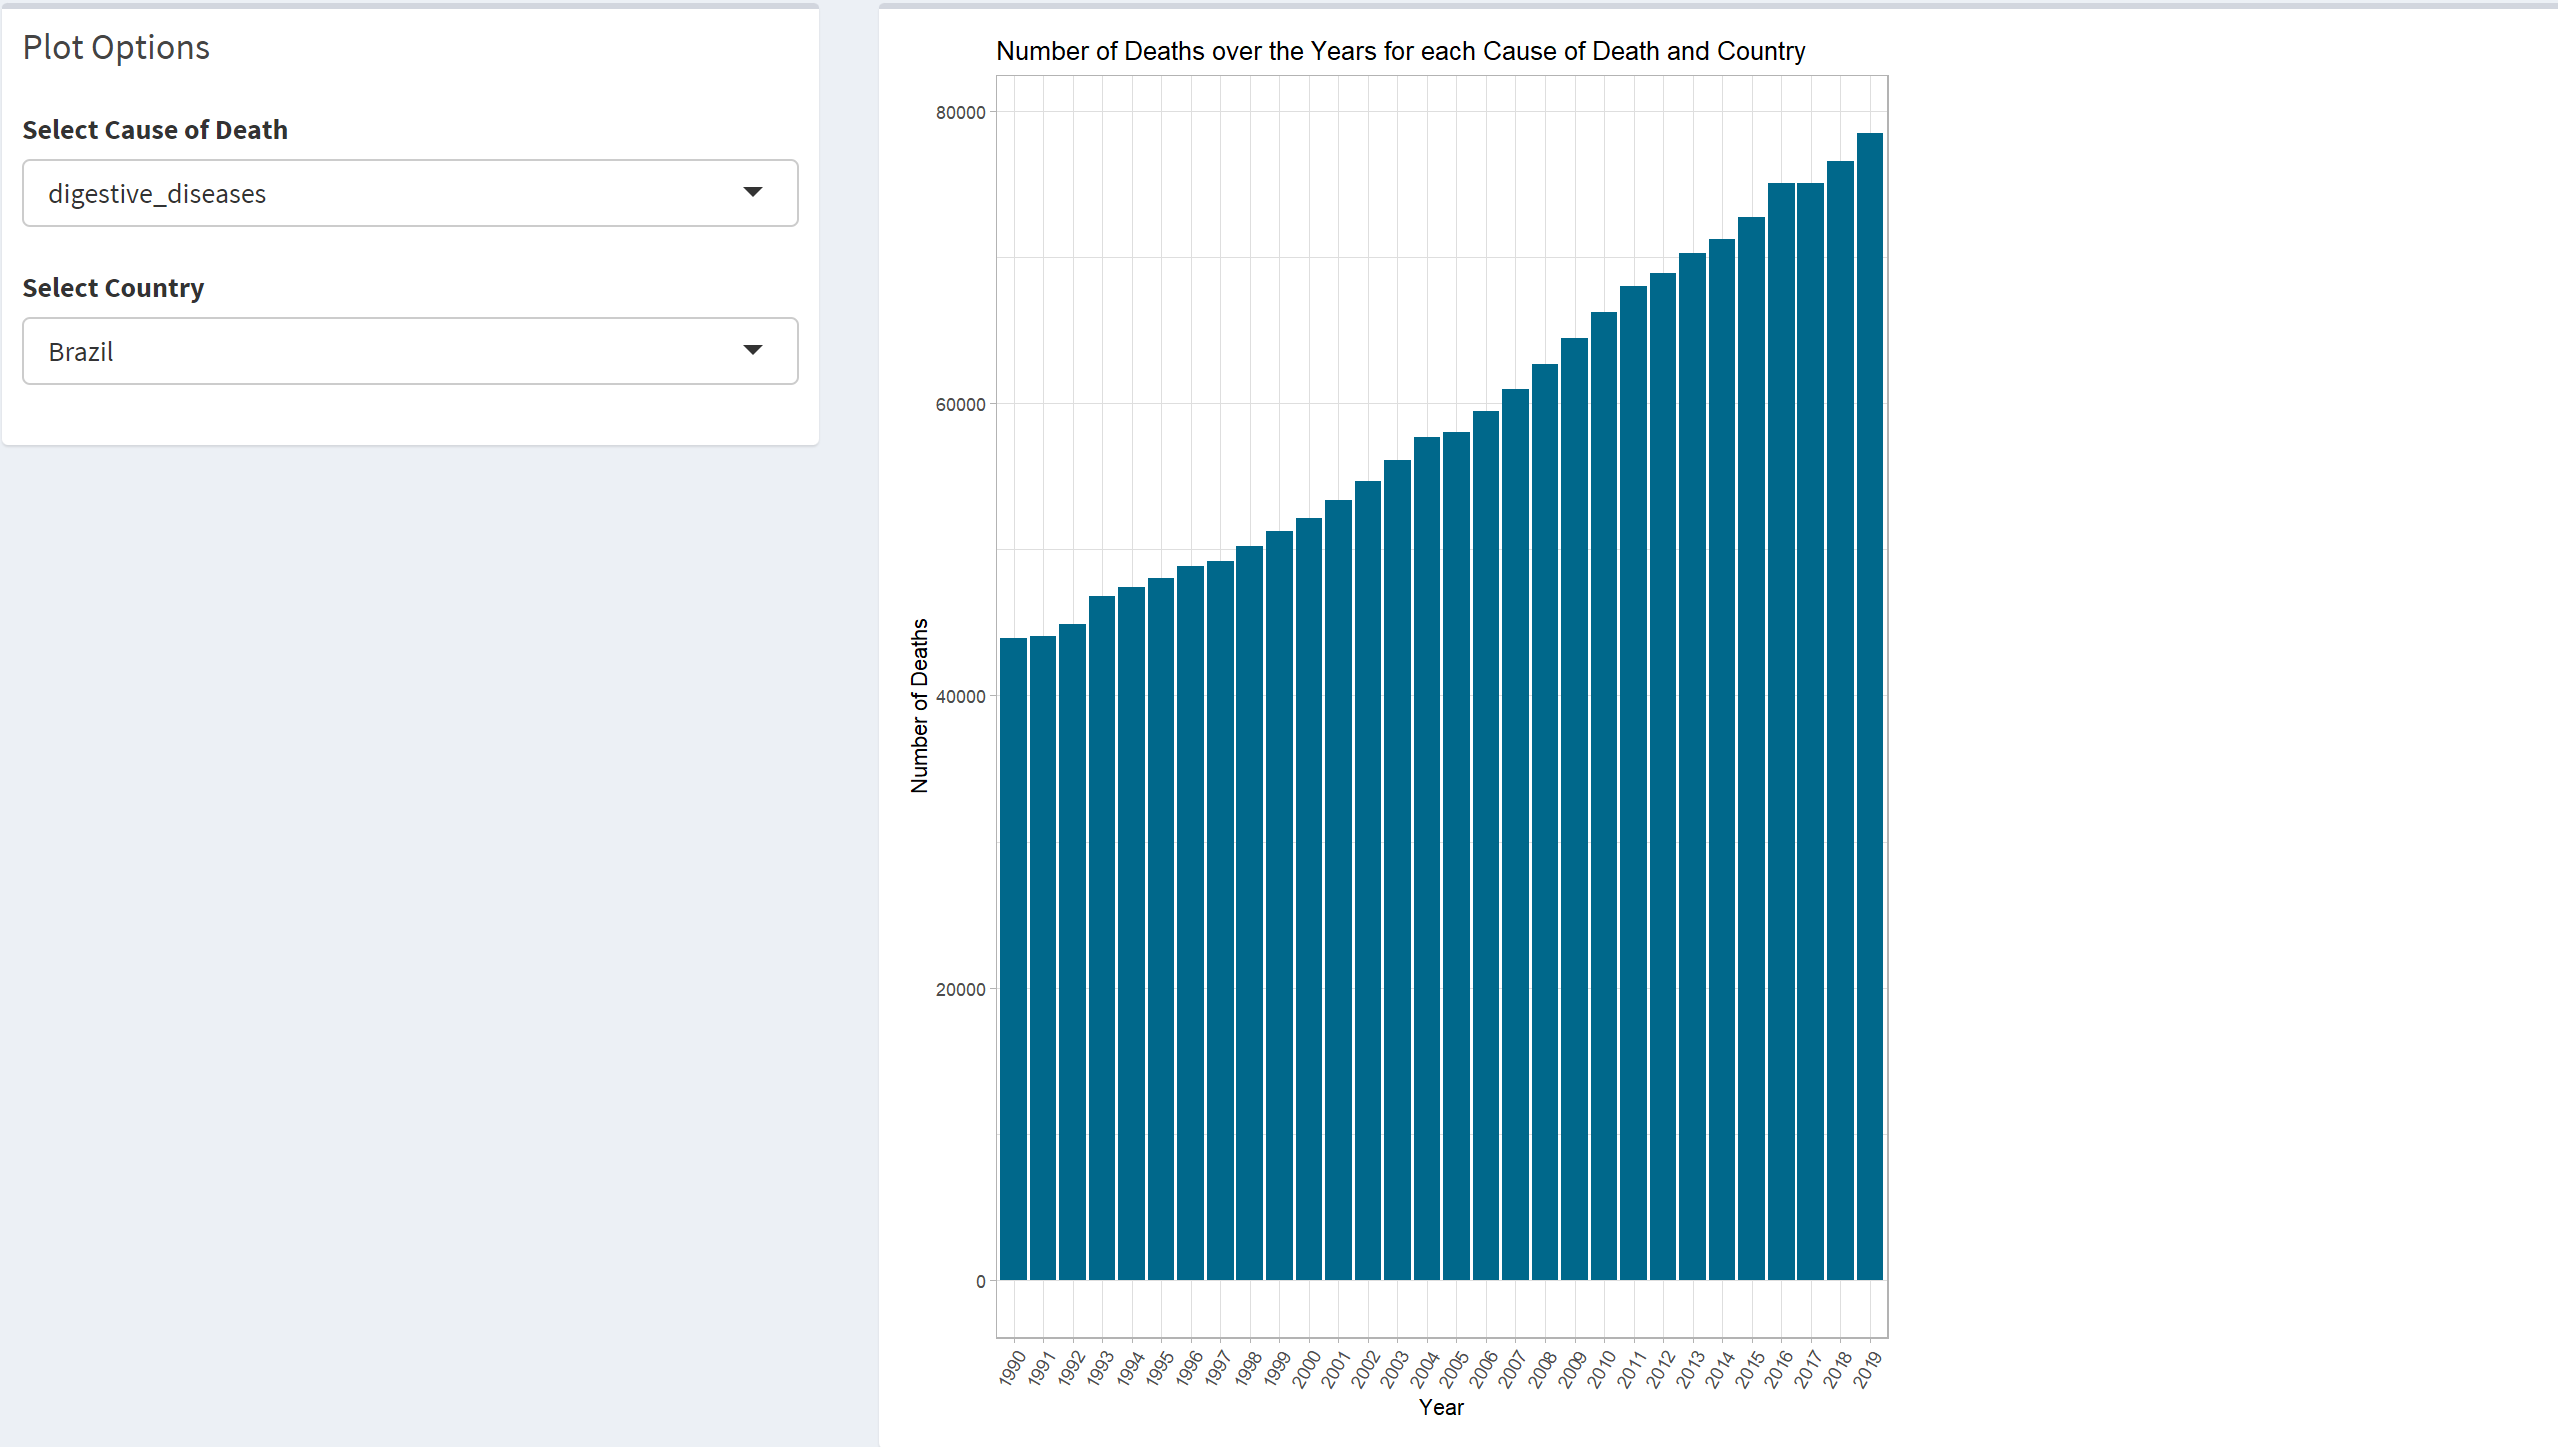 Plot Options
Select Cause of Death
digestive_diseases
Select Country
Brazil
Number of Deaths over the Years for each Cause of Death and Country
80000
60000
40000
20000
0
Number of Deaths
1990 1991 1992 1993 1994 1995 1996 1997 1998 1999 2000 2001 2002 2003 2004 2005 2006 2007 2008 2009 2010 2011 2012 2013 2014 2015 2016 2017 2018 2019
Year